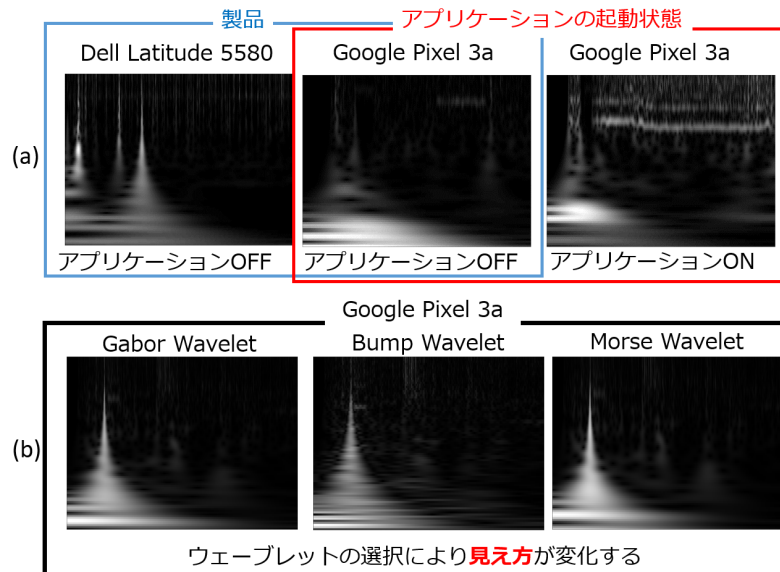 製品
アプリケーションの起動状態
Dell Latitude 5580
Google Pixel 3a
Google Pixel 3a
(a)
アプリケーションOFF
アプリケーションOFF
アプリケーションON
Google Pixel 3a
Gabor Wavelet
Bump Wavelet
Morse Wavelet
(b)
ウェーブレットの選択により見え方が変化する